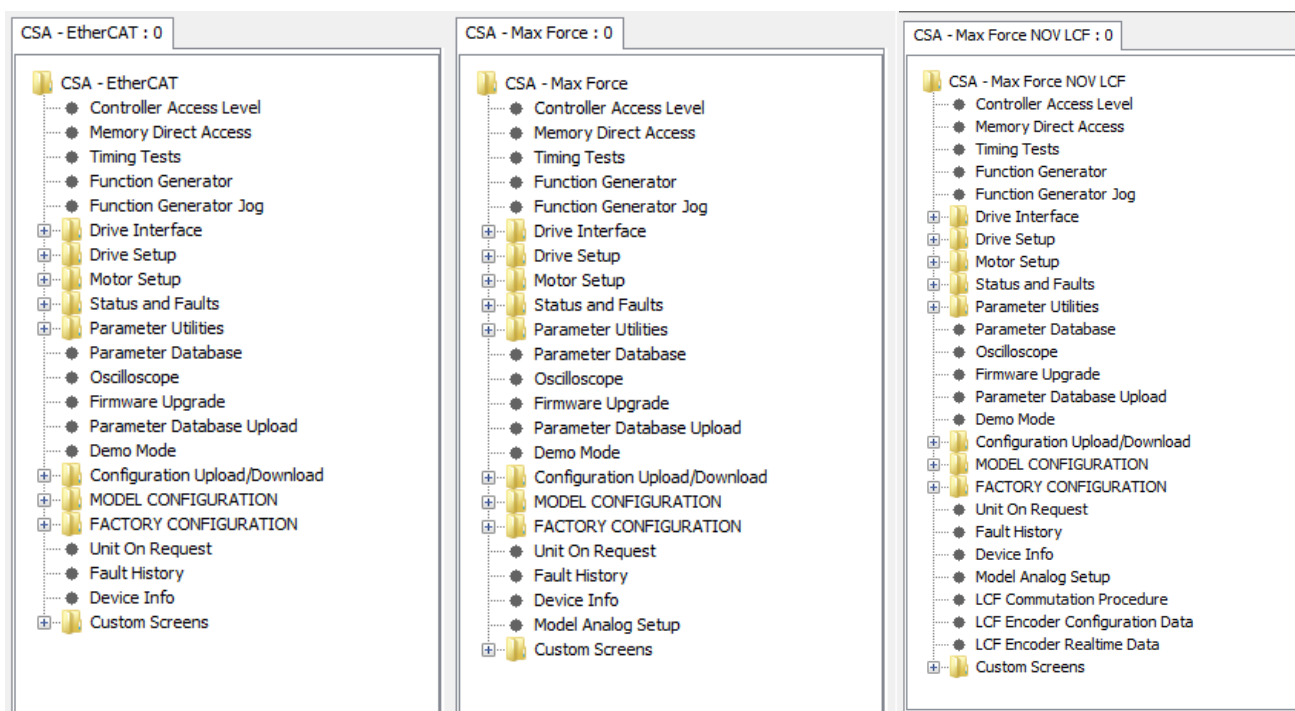 CSA - EtherCAT : 0
CSA - EtherCAT
Controller Access Level
Memory Direct Access
Timing Tests
Function Generator
Function Generator Jog
Drive Interface
Drive Setup
Motor Setup
Status and Faults
Parameter Utilities
Parameter Database
Oscilloscope
Firmware Upgrade
Parameter Database Upload
Demo Mode
Configuration Upload/Download
MODEL CONFIGURATION
FACTORY CONFIGURATION
Unit On Request
Fault History
Device Info
Custom Screens
CSA - Max Force : 0
CSA - Max Force
Controller Access Level
Memory Direct Access
Timing Tests
Function Generator
Function Generator Jog
Drive Interface
Drive Setup
Motor Setup
Status and Faults
Parameter Utilities
Parameter Database
Oscilloscope
Firmware Upgrade
Parameter Database Upload
Demo Mode
Configuration Upload/Download
MODEL CONFIGURATION
FACTORY CONFIGURATION
Unit On Request
Fault History
Device Info
Model Analog Setup
Custom Screens
CSA - Max Force NOV LCF : 0
CSA - Max Force NOV LCF
Controller Access Level
Memory Direct Access
Timing Tests
Function Generator
Function Generator Jog
Drive Interface
Drive Setup
Motor Setup
Status and Faults
Parameter Utilities
Parameter Database
Oscilloscope
Firmware Upgrade
Parameter Database Upload
Demo Mode
Configuration Upload/Download
MODEL CONFIGURATION
FACTORY CONFIGURATION
Unit On Request
Fault History
Device Info
Model Analog Setup
LCF Commutation Procedure
LCF Encoder Configuration Data
LCF Encoder Realtime Data
Custom Screens